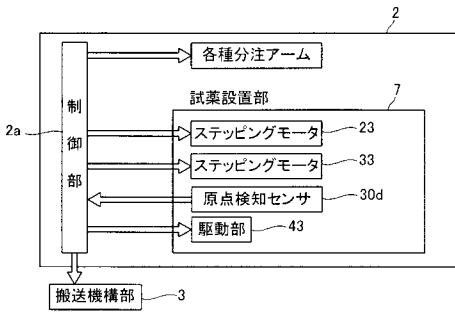 2
各種分注アーム
試薬設置部
7
2a
制御部
ステッピングモータ
23
ステッピングモータ
33
原点検知センサ
30d
駆動部
43
搬送機構部
3